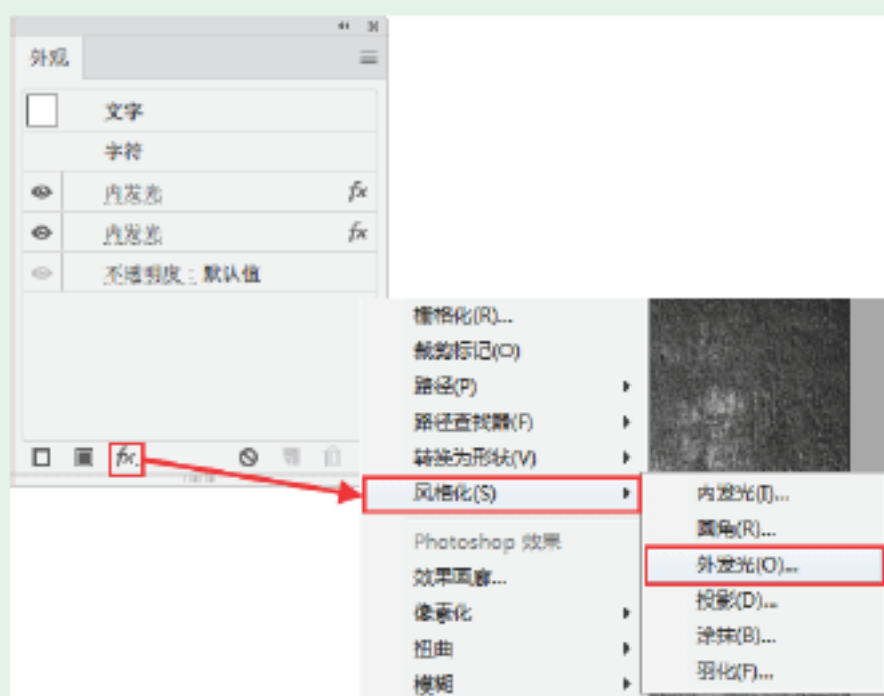 外观
文字
字符
内发光 fx
内发光 fx
不透明度：默认值
fx.
栅格化(R)...
裁剪标记(O)
路径(P)
路径查找器(F)
转换为形状(V)
风格化(S)
Photoshop 效果
效果画廊...
像素化
扭曲
模糊
内发光(I)...
圆角(R)...
外发光(O)...
投影(D)...
涂抹(B)...
羽化(F)...